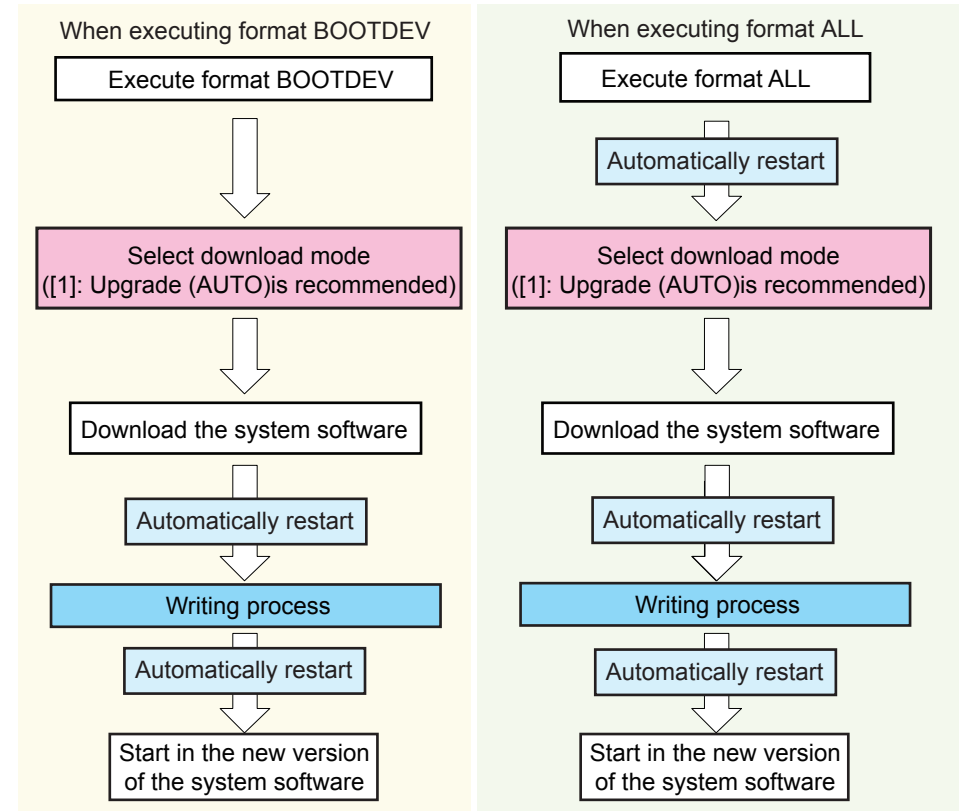 When executing format BOOTDEV
Execute format BOOTDEV
Select download mode
([1]: Upgrade (AUTO)is recommended)
Download the system software
Automatically restart
Writing process
Automatically restart
Start in the new version
of the system software
When executing format ALL
Execute format ALL
Automatically restart
Select download mode
([1]: Upgrade (AUTO)is recommended)
Download the system software
Automatically restart
Writing process
Automatically restart
Start in the new version
of the system software